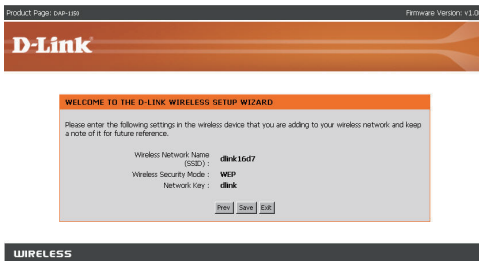 Product Page: DAP-1150 Firmware Version: v1.0
D-Link
WELCOME TO THE D-LINK WIRELESS SETUP WIZARD
Please enter the following settings in the wireless device that you are adding to your wireless network and keep
a note of it for future reference.
Wireless Network Name
(SSID) : dlink16d7
Wireless Security Mode : WEP
Network Key : dlink
Prev Save Exit
WIRELESS